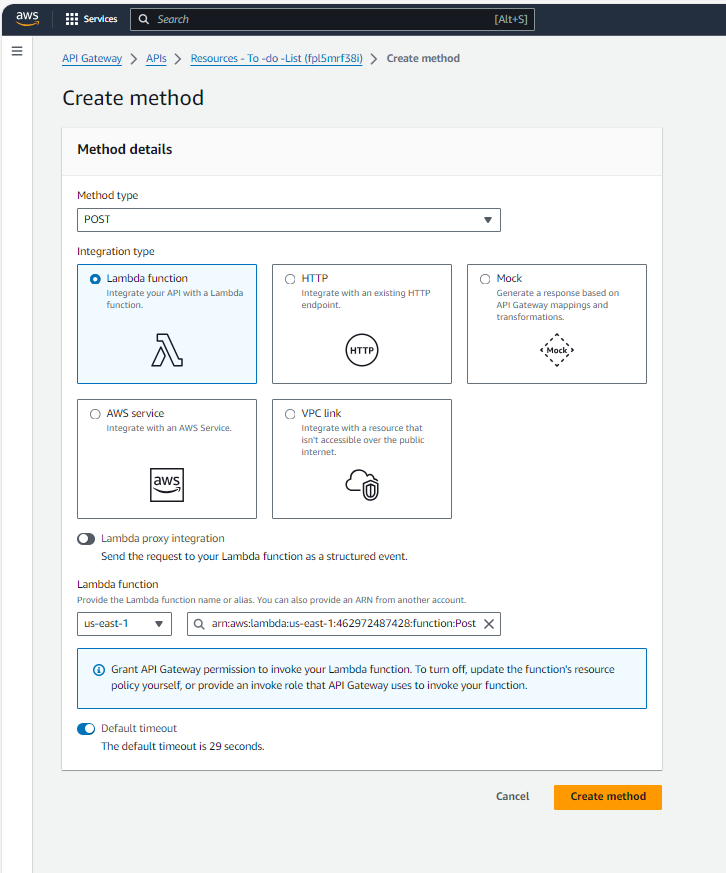 aws
Services
Search
[Alt+S]
API Gateway > APIs > Resources - To -do -List (fpl5mrf38i) > Create method
Create method
Method details
Method type
POST
Integration type
Lambda function
Integrate your API with a Lambda
function.
HTTP
Integrate with an existing HTTP
endpoint.
HTTP
Mock
Generate a response based on
API Gateway mappings and
transformations.
Mock
AWS service
Integrate with an AWS Service.
aws
VPC link
Integrate with a resource that
isn't accessible over the public
internet.
Lambda proxy integration
Send the request to your Lambda function as a structured event.
Lambda function
Provide the Lambda function name or alias. You can also provide an ARN from another account.
us-east-1
arn:aws:lambda:us-east-1:462972487428:function:Post
Grant API Gateway permission to invoke your Lambda function. To turn off, update the function's resource
policy yourself, or provide an invoke role that API Gateway uses to invoke your function.
Default timeout
The default timeout is 29 seconds.
Cancel
Create method